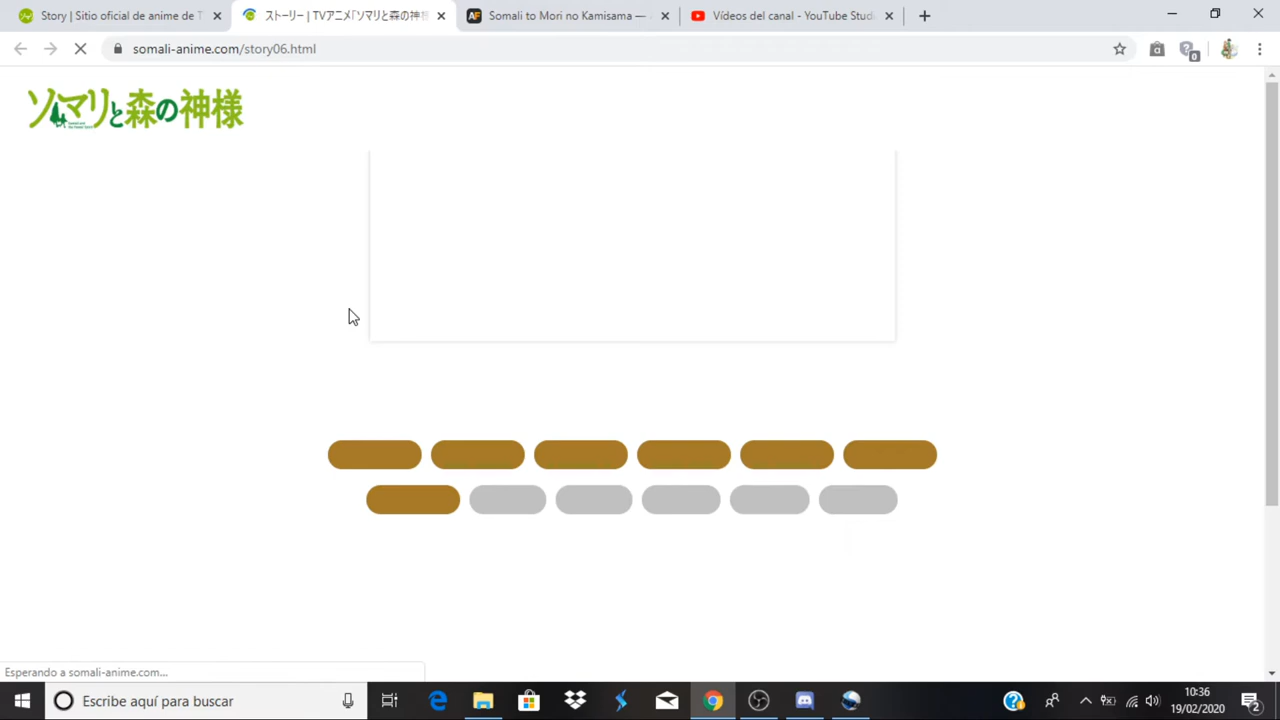 Story | Sitio oficial de anime de T
ストーリー | TVアニメ「ソマリと森の神様
Somali to Mori no Kamisama —
Vídeos del canal - YouTube Stud
somali-anime.com/story06.html
0
ソマリと森の神様
Esperando a somali-anime.com...
Escribe aquí para buscar
10:36
19/02/2020
2